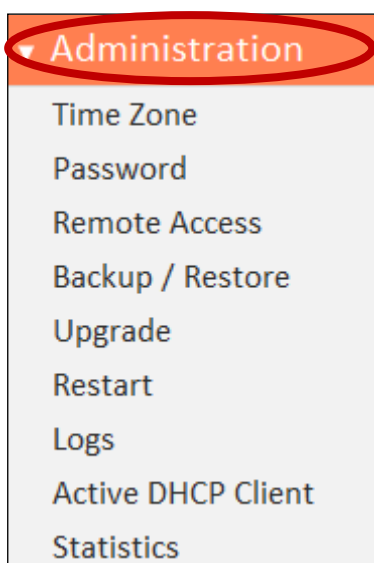 Administration
Time Zone
Password
Remote Access
Backup / Restore
Upgrade
Restart
Logs
Active DHCP Client
Statistics